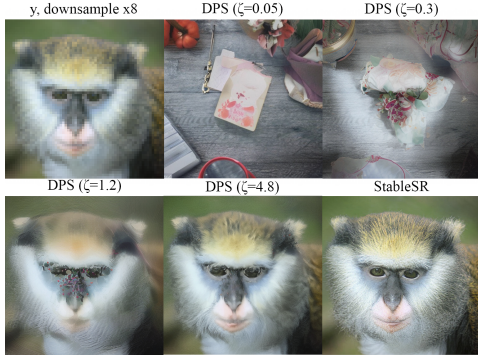 y, downsample x8
DPS (ζ=0.05)
DPS (ζ=0.3)
DPS (ζ=1.2)
DPS (ζ=4.8)
StableSR